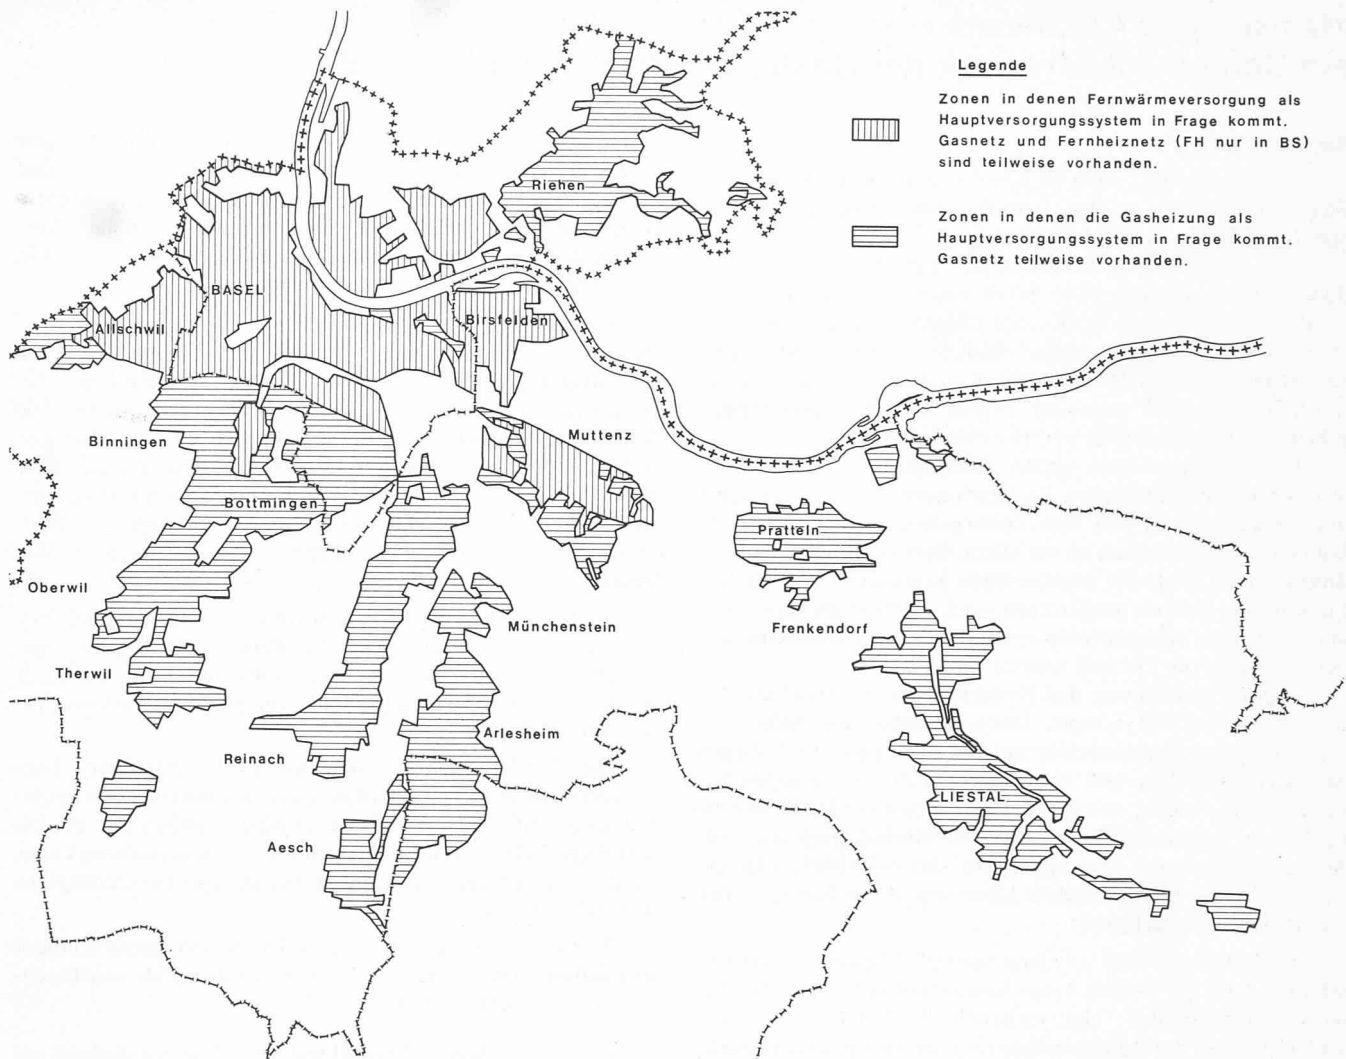 Legende
Zonen in denen Fernwärmeversorgung als
Hauptversorgungssystem in Frage kommt.
Gasnetz und Fernheiznetz (FH nur in BS)
sind teilweise vorhanden.
Zonen in denen die Gasheizung als
Hauptversorgungssystem in Frage kommt.
Gasnetz teilweise vorhanden.
Riehen
BASEL
Allschwil
Birsfelden
Binningen
Muttenz
Bottmingen
Pratteln
Oberwil
Münchenstein
Frenkendorf
Therwil
Arlesheim
Reinach
LIESTAL
Aesch